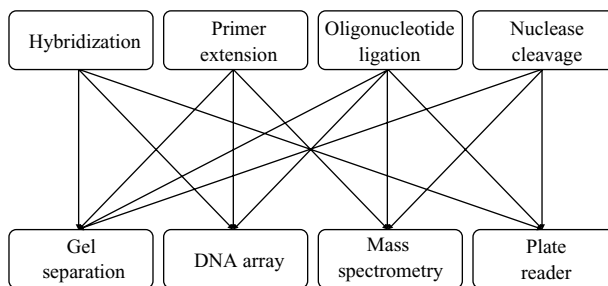 Hybridization
Primer
extension
Oligonucleotide
ligation
Nuclease
cleavage
Gel
separation
DNA array
Mass
spectrometry
Plate
reader